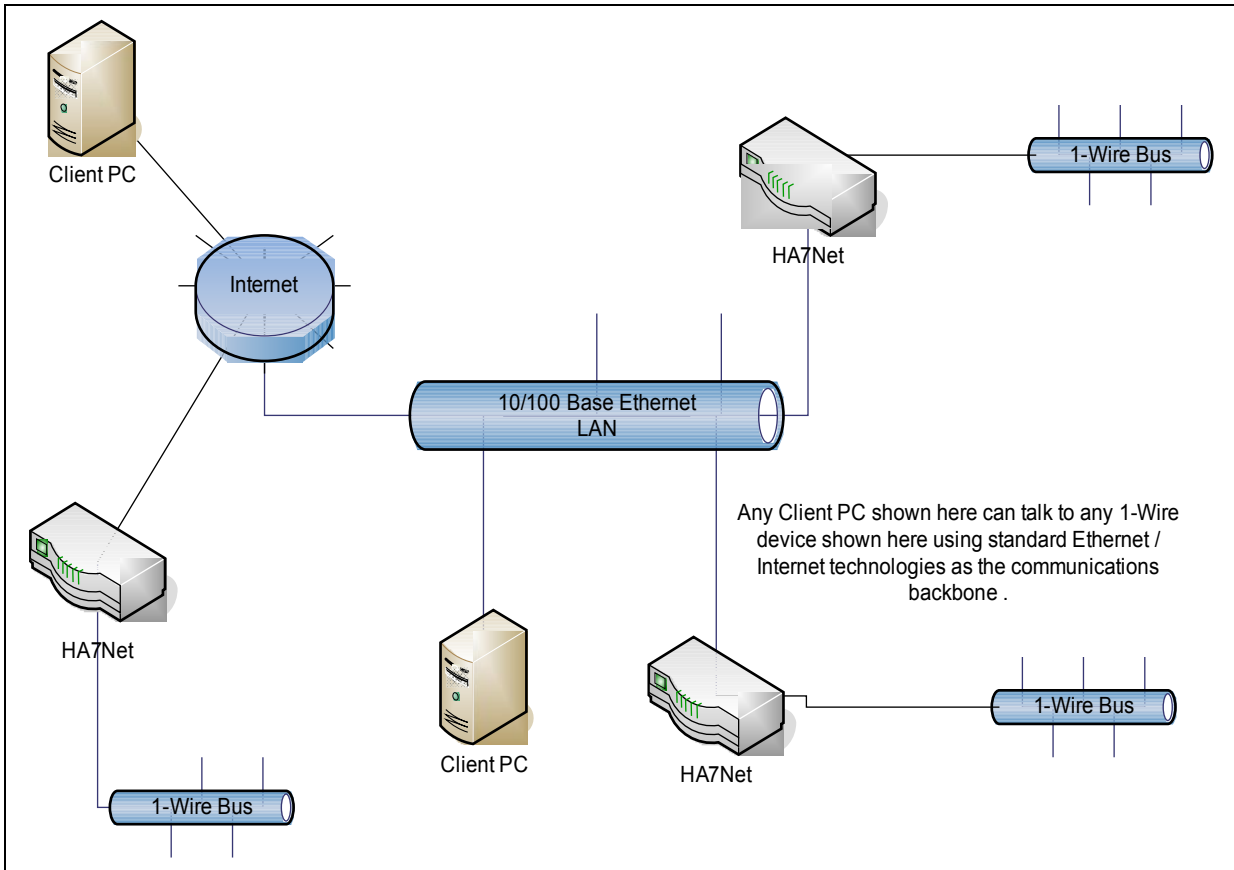 Client PC
1-Wire Bus
HA7Net
Internet
10/100 Base Ethernet
LAN
Any Client PC shown here can talk to any 1-Wire
device shown here using standard Ethernet /
Internet technologies as the communications
backbone .
HA7Net
1-Wire Bus
Client PC
HA7Net
1-Wire Bus